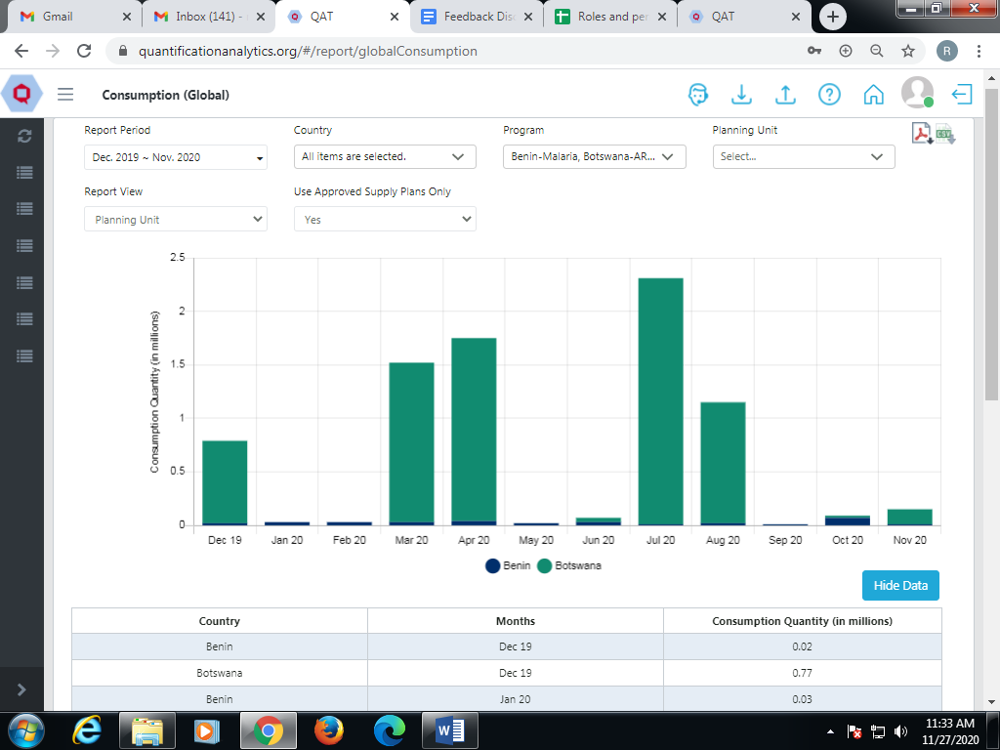 Gmail
Inbox (141) -
QAT
Feedback Dis
Roles and per
QAT
quantificationanalytics.org/#/report/globalConsumption
R
Consumption (Global)
Report Period
Country
Program
Planning Unit
Dec. 2019 ~ Nov. 2020
All items are selected.
Benin-Malaria, Botswana-AR...
Select...
CSV
Report View
Use Approved Supply Plans Only
Planning Unit
Yes
Consumption Quantity (in millions)
2.5
2
1.5
1
0.5
0
Dec 19 Jan 20 Feb 20 Mar 20 Apr 20 May 20 Jun 20 Jul 20 Aug 20 Sep 20 Oct 20 Nov 20
Benin Botswana
Hide Data
Country Months Consumption Quantity (in millions)
Benin Dec 19 0.02
Botswana Dec 19 0.77
Benin Jan 20 0.03
11:33 AM
11/27/2020